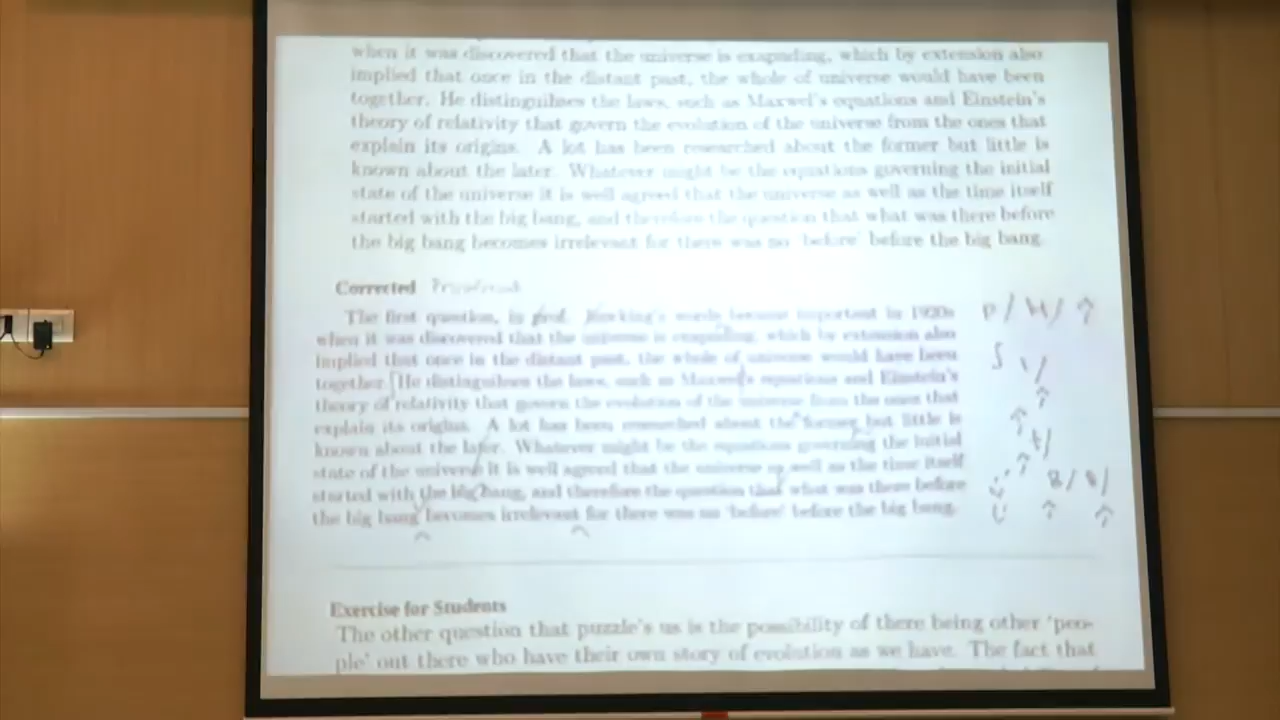 when it was discovered that the universe is exapnding, which by extension also
implied that once in the distant past, the whole of universe would have been
together. He distinguihses the laws, such as Maxwel's equations and Einstein's
theory of relativity that govern the evolution of the universe from the ones that
explain its origins. A lot has been researched about the former but little is
known about the later. Whatever might be the equations governing the initial
state of the universe it is well agreed that the universe as well as the time itself
started with the big bang, and therefore the question that what was there before
the big bang becomes irrelevant for there was no 'before' before the big bang.
Corrected
The first question, in prof. Hawking's words became important in 1920s
when it was discovered that the universe is exapnding, which by extension also
implied that once in the distant past, the whole of universe would have been
together. He distinguihses the laws, such as Maxwel's equations and Einstein's
theory of relativity that govern the evolution of the universe from the ones that
explain its origins. A lot has been researched about the former but little is
known about the later. Whatever might be the equations governing the initial
state of the universe it is well agreed that the universe as well as the time itself
started with the big bang, and therefore the question that what was there before
the big bang becomes irrelevant for there was no 'before' before the big bang.
Exercise for Students
The other question that puzzle's us is the possibility of there being other 'peo-
ple' out there who have their own story of evolution as we have. The fact that